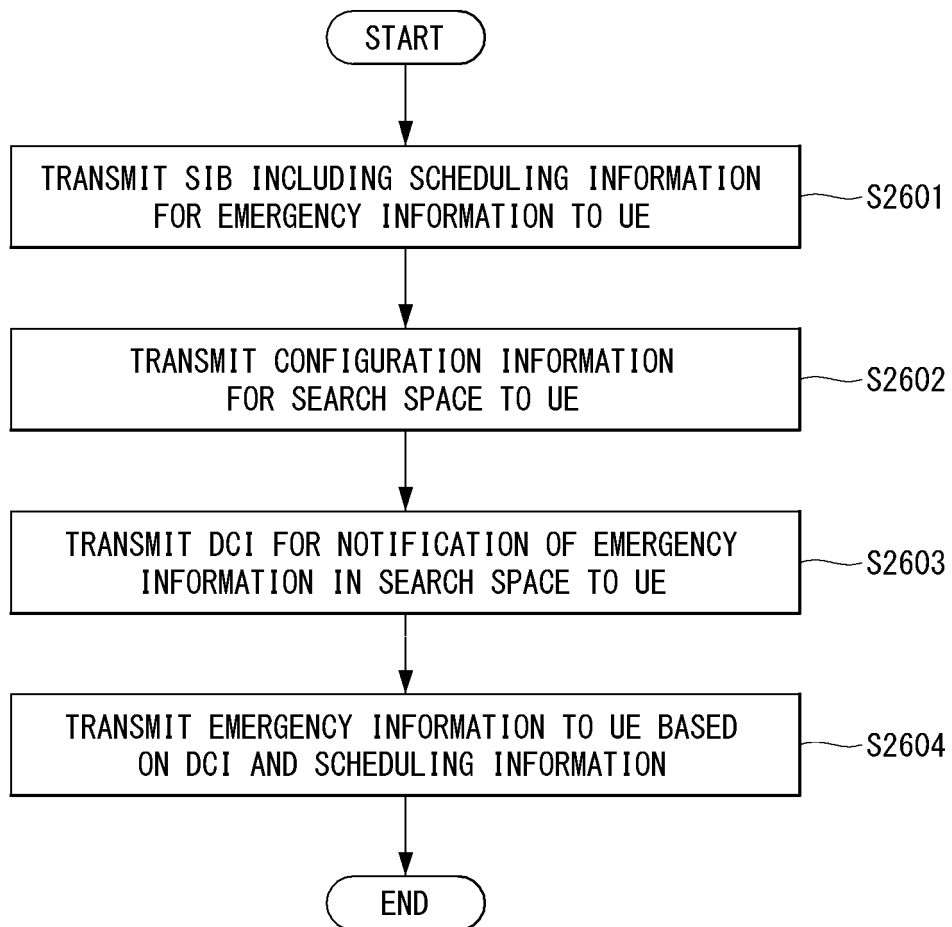 START
TRANSMIT SIB INCLUDING SCHEDULING INFORMATION
FOR EMERGENCY INFORMATION TO UE
S2601
TRANSMIT CONFIGURATION INFORMATION
FOR SEARCH SPACE TO UE
S2602
TRANSMIT DCI FOR NOTIFICATION OF EMERGENCY
INFORMATION IN SEARCH SPACE TO UE
S2603
TRANSMIT EMERGENCY INFORMATION TO UE BASED
ON DCI AND SCHEDULING INFORMATION
S2604
END